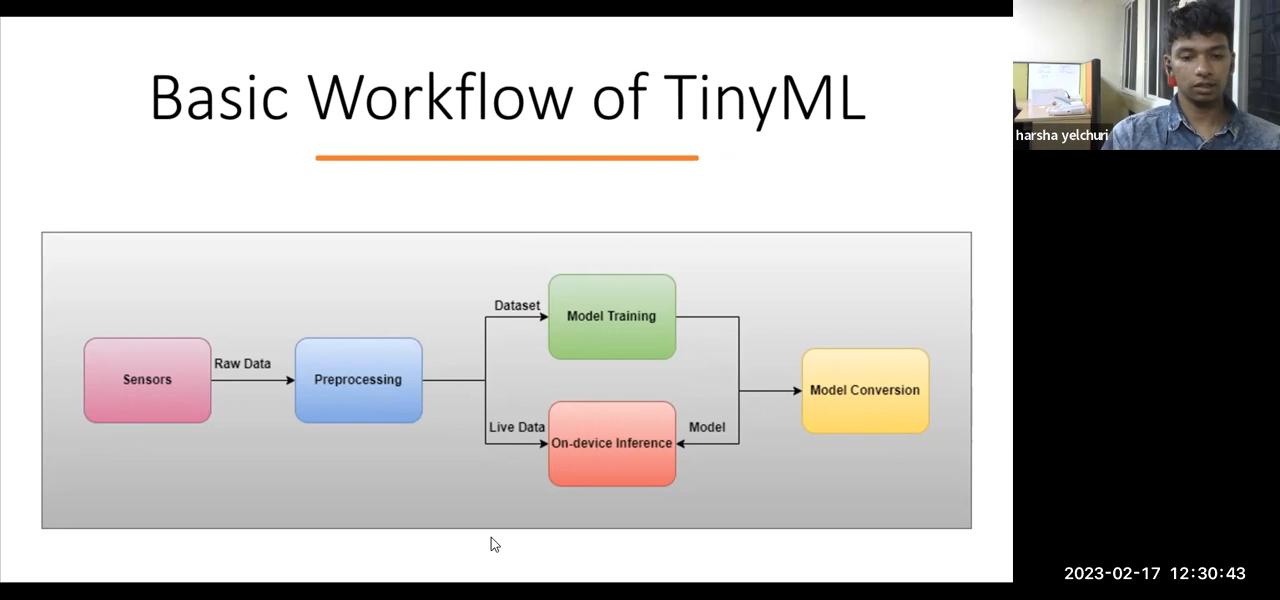 Basic Workflow of TinyML
harsha yelchuri
Dataset
Model Training
Raw Data
Sensors
Preprocessing
Model Conversion
Live Data
On-device Inference
Model
2023-02-17 12:30:43